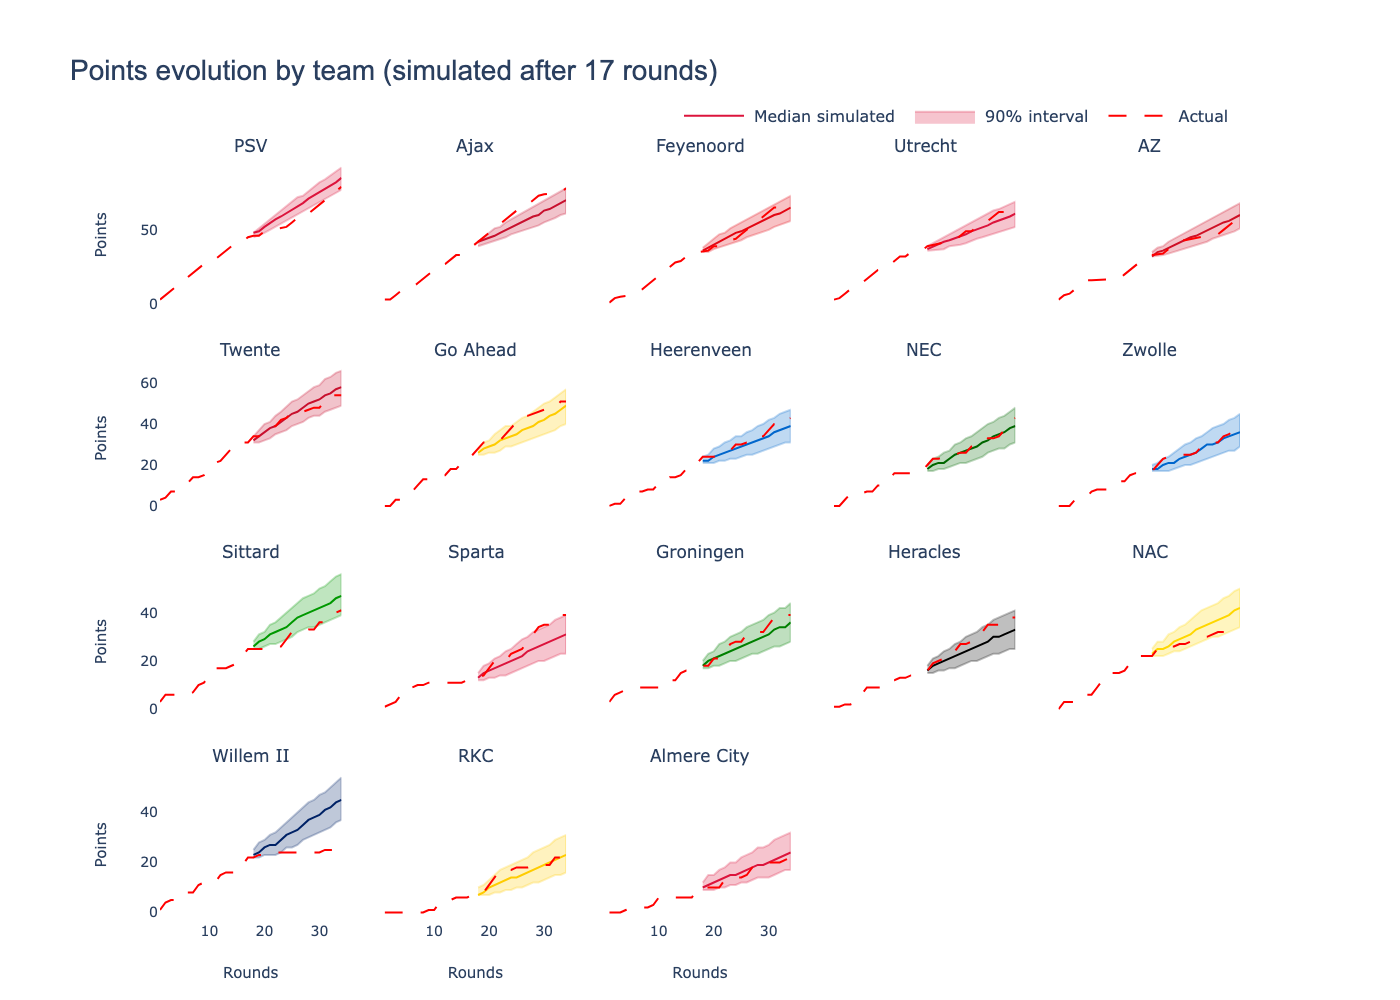 Points evolution by team (simulated after 17 rounds)
Median simulated 90% interval Actual
PSV Ajax Feyenoord Utrecht AZ
Points
50
0
Twente Go Ahead Heerenveen NEC Zwolle
Points
60
40
20
0
Sittard Sparta Groningen Heracles NAC
Points
40
20
0
Willem II RKC Almere City
Points
40
20
0
10 20 30 10 20 30 10 20 30
Rounds Rounds Rounds